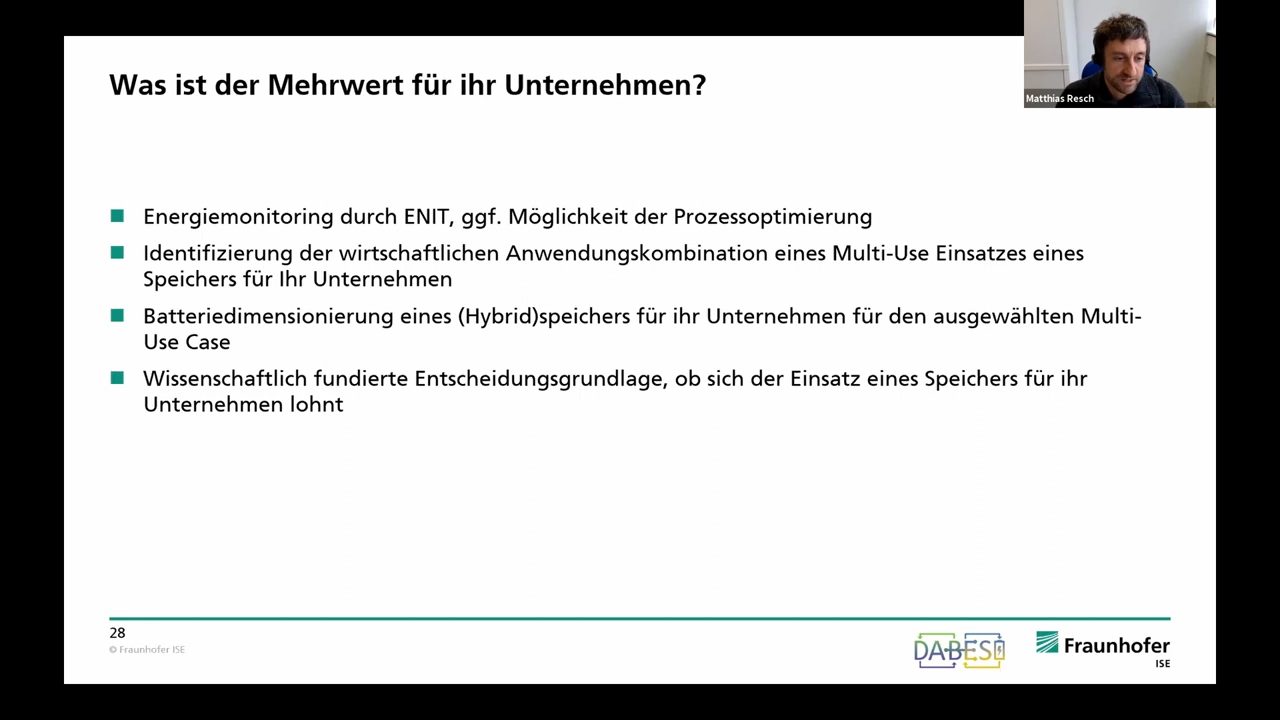 Was ist der Mehrwert für ihr Unternehmen?
Matthias Resch
Energiemonitoring durch ENIT, ggf. Möglichkeit der Prozessoptimierung
Identifizierung der wirtschaftlichen Anwendungskombination eines Multi-Use Einsatzes eines
Speichers für Ihr Unternehmen
Batteriedimensionierung eines (Hybrid)speichers für ihr Unternehmen für den ausgewählten Multi-
Use Case
Wissenschaftlich fundierte Entscheidungsgrundlage, ob sich der Einsatz eines Speichers für ihr
Unternehmen lohnt
28
© Fraunhofer ISE
DABESI
Fraunhofer
ISE